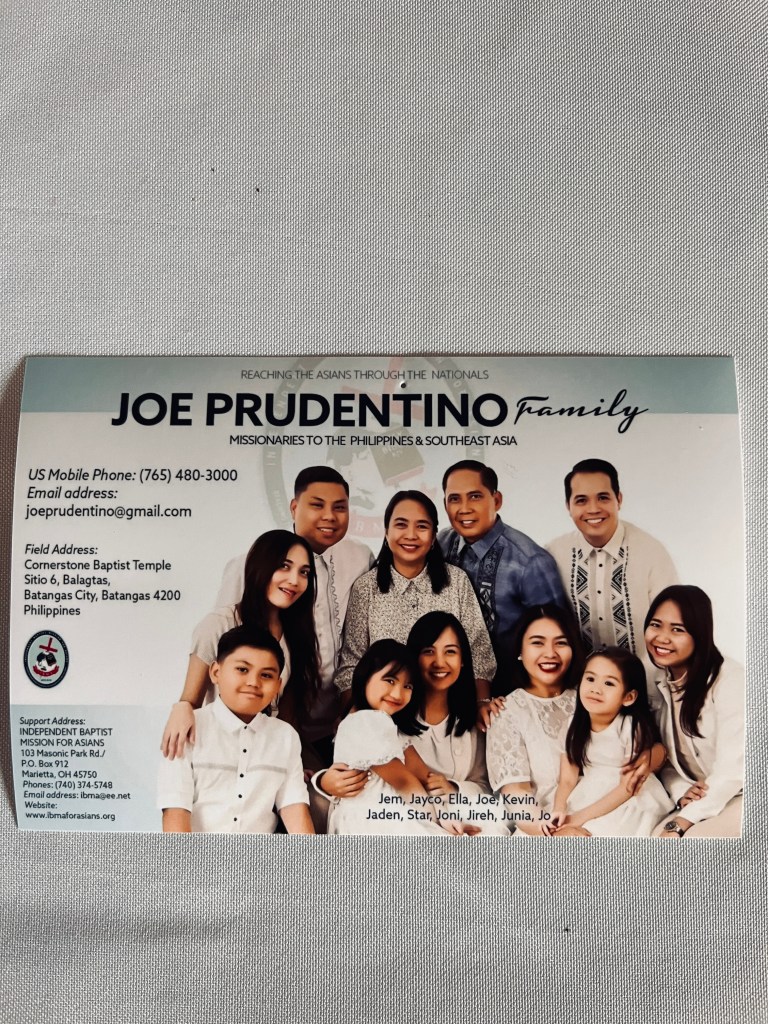 REACHING THE ASIANS THROUGH THE NATIONALS
JOE PRUDENTINO Family
MISSIONARIES TO THE PHILIPPINES & SOUTHEAST ASIA
US Mobile Phone: (765) 480-3000
Email address:
joeprudentino@gmail.com
Field Address:
Cornerstone Baptist Temple
Sitio 6, Balagtas,
Batangas City, Batangas 4200
Philippines
Support Address:
INDEPENDENT BAPTIST
MISSION FOR ASIANS
103 Masonic Park Rd./
P.O. Box 912
Marietta, OH 45750
Phones: (740) 374-5748
Email address: ibma@ee.net
Website:
www.ibmaforasians.org
Jem, Jayco, Ella, Joe, Kevin,
Jaden, Star, Joni, Jireh, Junia, Jo